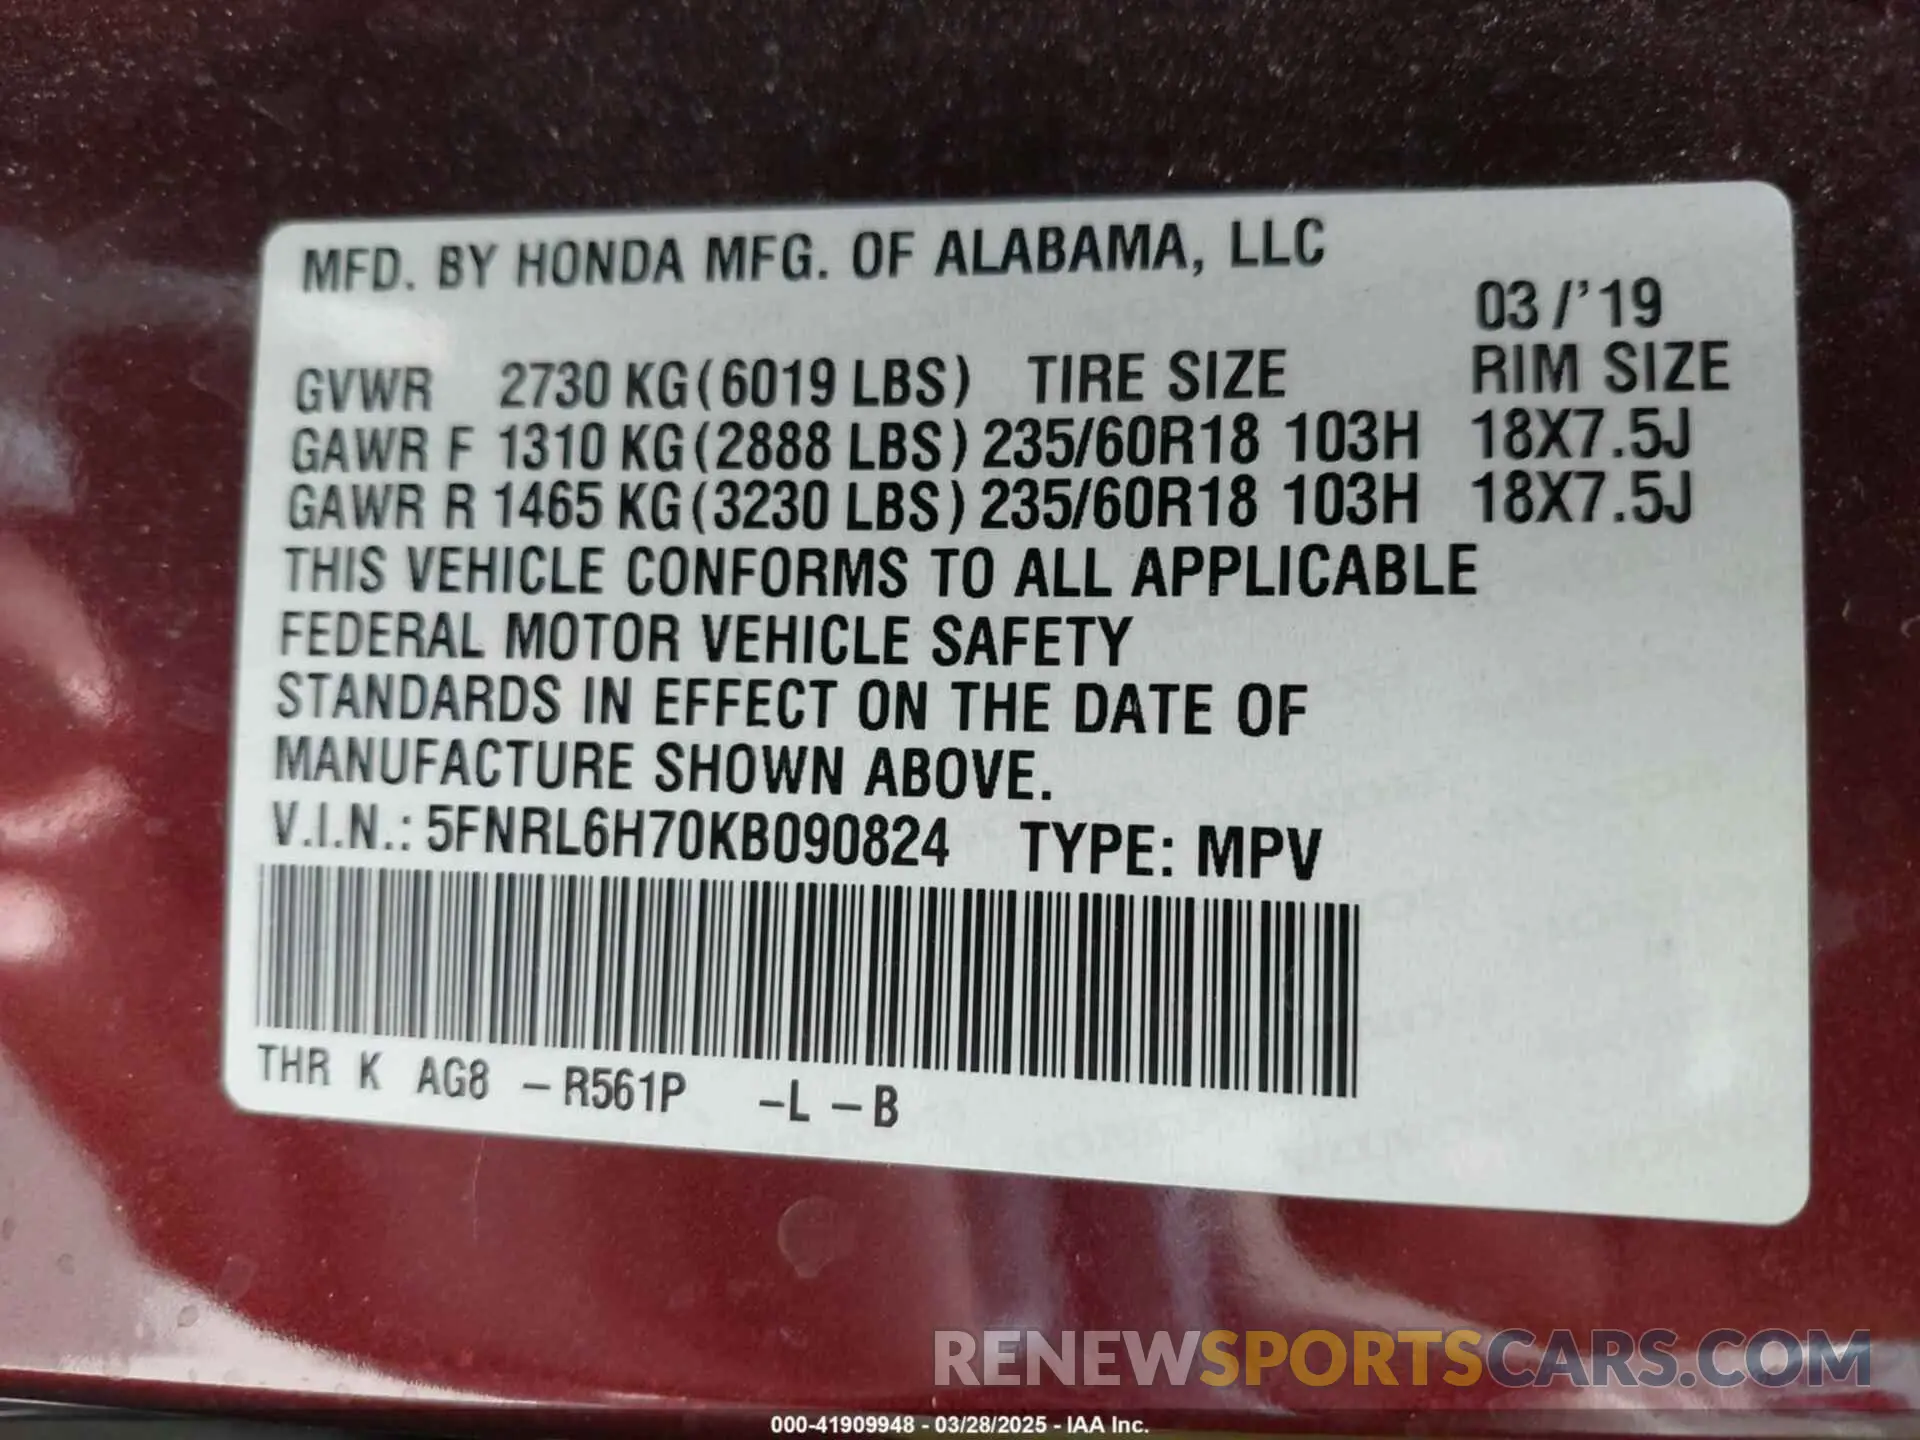 MFD. BY HONDA MFG. OF ALABAMA, LLC
03/'19
GVWR 2730 KG(6019 LBS) TIRE SIZE RIM SIZE
GAWR F 1310 KG(2888 LBS) 235/60R18 103H 18X7.5J
GAWR R 1465 KG(3230 LBS) 235/60R18 103H 18X7.5J
THIS VEHICLE CONFORMS TO ALL APPLICABLE
FEDERAL MOTOR VEHICLE SAFETY
STANDARDS IN EFFECT ON THE DATE OF
MANUFACTURE SHOWN ABOVE.
V.I.N.: 5FNRL6H70KB090824 TYPE: MPV
THR K AG8 -R561P -L -B
RENEWSPORTSCARS.COM
000-41909948 - 03/28/2025 - IAA Inc.